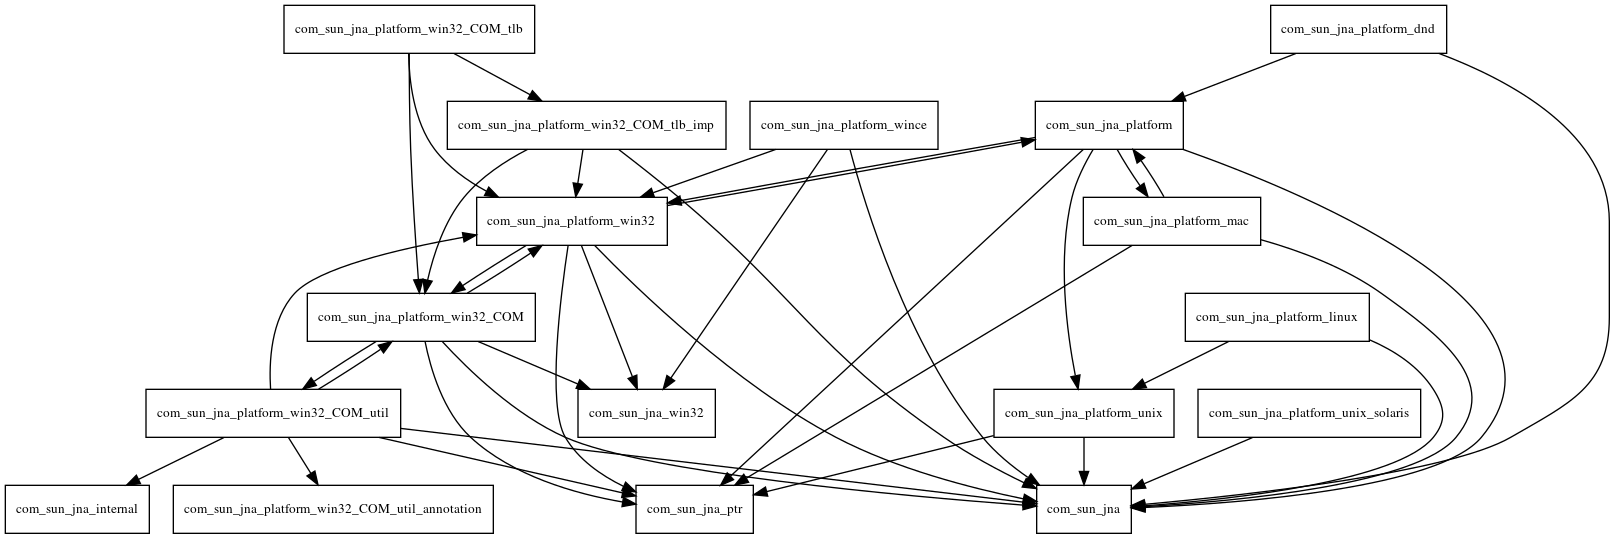 com_sun_jna_platform_win32_COM_tlb
com_sun_jna_platform_dnd
com_sun_jna_platform_win32_COM_tlb_imp
com_sun_jna_platform_wince
com_sun_jna_platform
com_sun_jna_platform_win32
com_sun_jna_platform_mac
com_sun_jna_platform_win32_COM
com_sun_jna_platform_linux
com_sun_jna_platform_win32_COM_util
com_sun_jna_win32
com_sun_jna_platform_unix
com_sun_jna_platform_unix_solaris
com_sun_jna_internal
com_sun_jna_platform_win32_COM_util_annotation
com_sun_jna_ptr
com_sun_jna